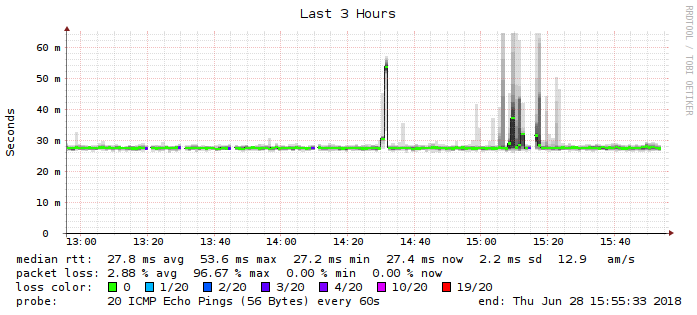 Last 3 Hours
RRDTOOL / TOBI OETIKER
Seconds
60 m
50 m
40 m
30 m
20 m
10 m
0
13:00 13:20 13:40 14:00 14:20 14:40 15:00 15:20 15:40
median rtt: 27.8 ms avg 53.6 ms max 27.2 ms min 27.4 ms now 2.2 ms sd 12.9 am/s
packet loss: 2.88 % avg 96.67 % max 0.00 % min 0.00 % now
loss color: 0 1/20 2/20 3/20 4/20 10/20 19/20
probe: 20 ICMP Echo Pings (56 Bytes) every 60s end: Thu Jun 28 15:55:33 2018